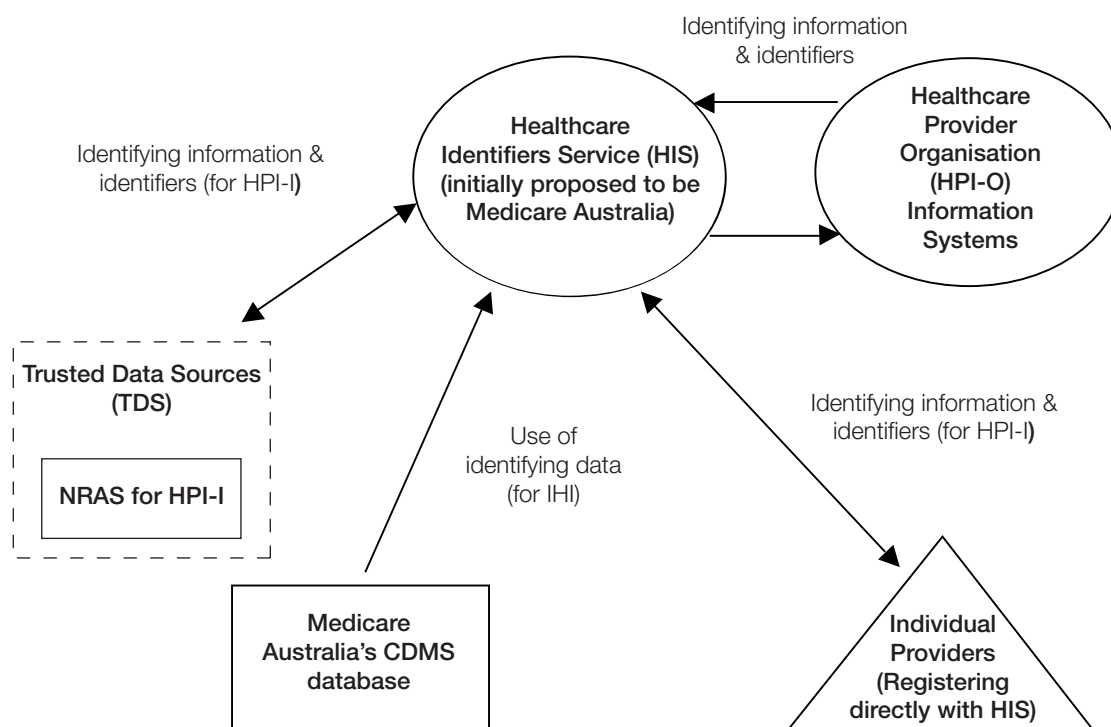 Identifying information
& identifiers
Healthcare
Identifiers Service (HIS)
(initially proposed to be
Medicare Australia)
Healthcare
Provider
Organisation
(HPI-O)
Information
Systems
Identifying information &
identifiers (for HPI-I)
Trusted Data Sources
(TDS)
NRAS for HPI-I
Use of
identifying data
(for IHI)
Identifying information &
identifiers (for HPI-I)
Medicare
Australia's CDMS
database
Individual
Providers
(Registering
directly with HIS)